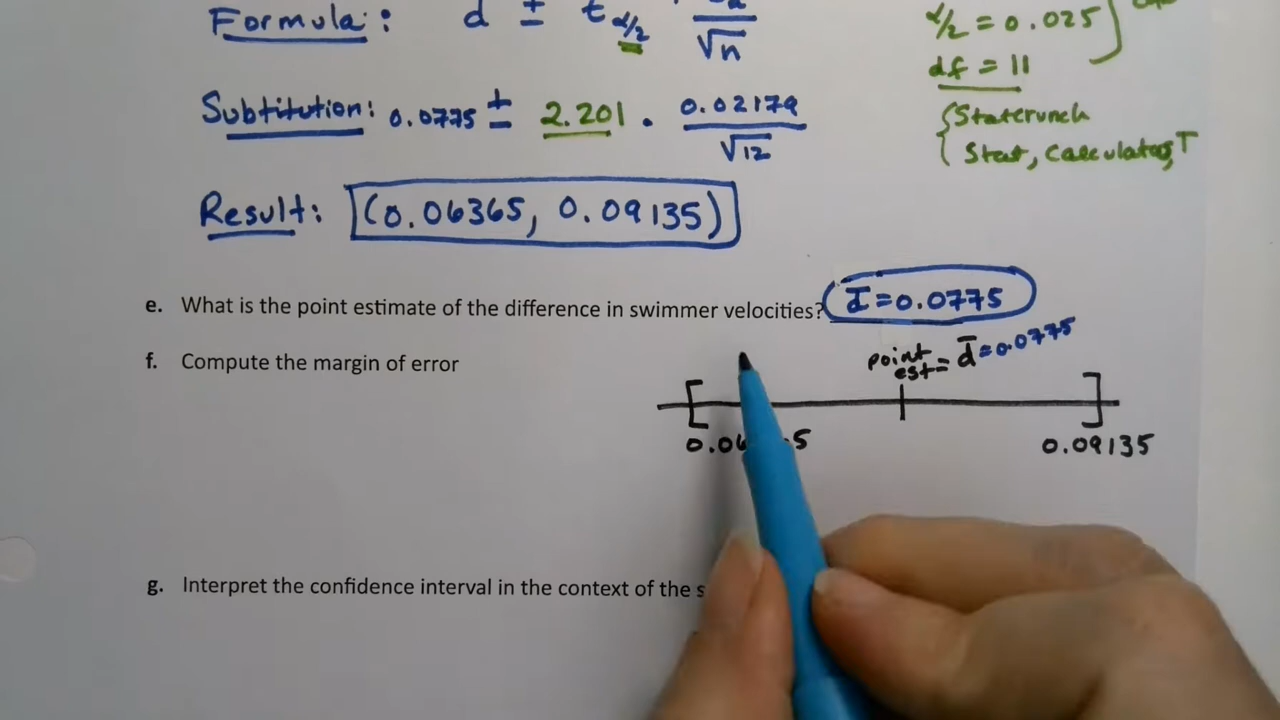 Formula: d ± t α/2 · √n
α/2 = 0.025
df = 11
Subtitution: 0.0775 ± 2.201 · 0.02179 / √12
{Statcrunch
Stat, Calculators, T
Result: (0.06365, 0.09135)
e. What is the point estimate of the difference in swimmer velocities? d̄ = 0.0775
f. Compute the margin of error
point est = d̄ = 0.0775
[ ]
0.09135
g. Interpret the confidence interval in the context of the